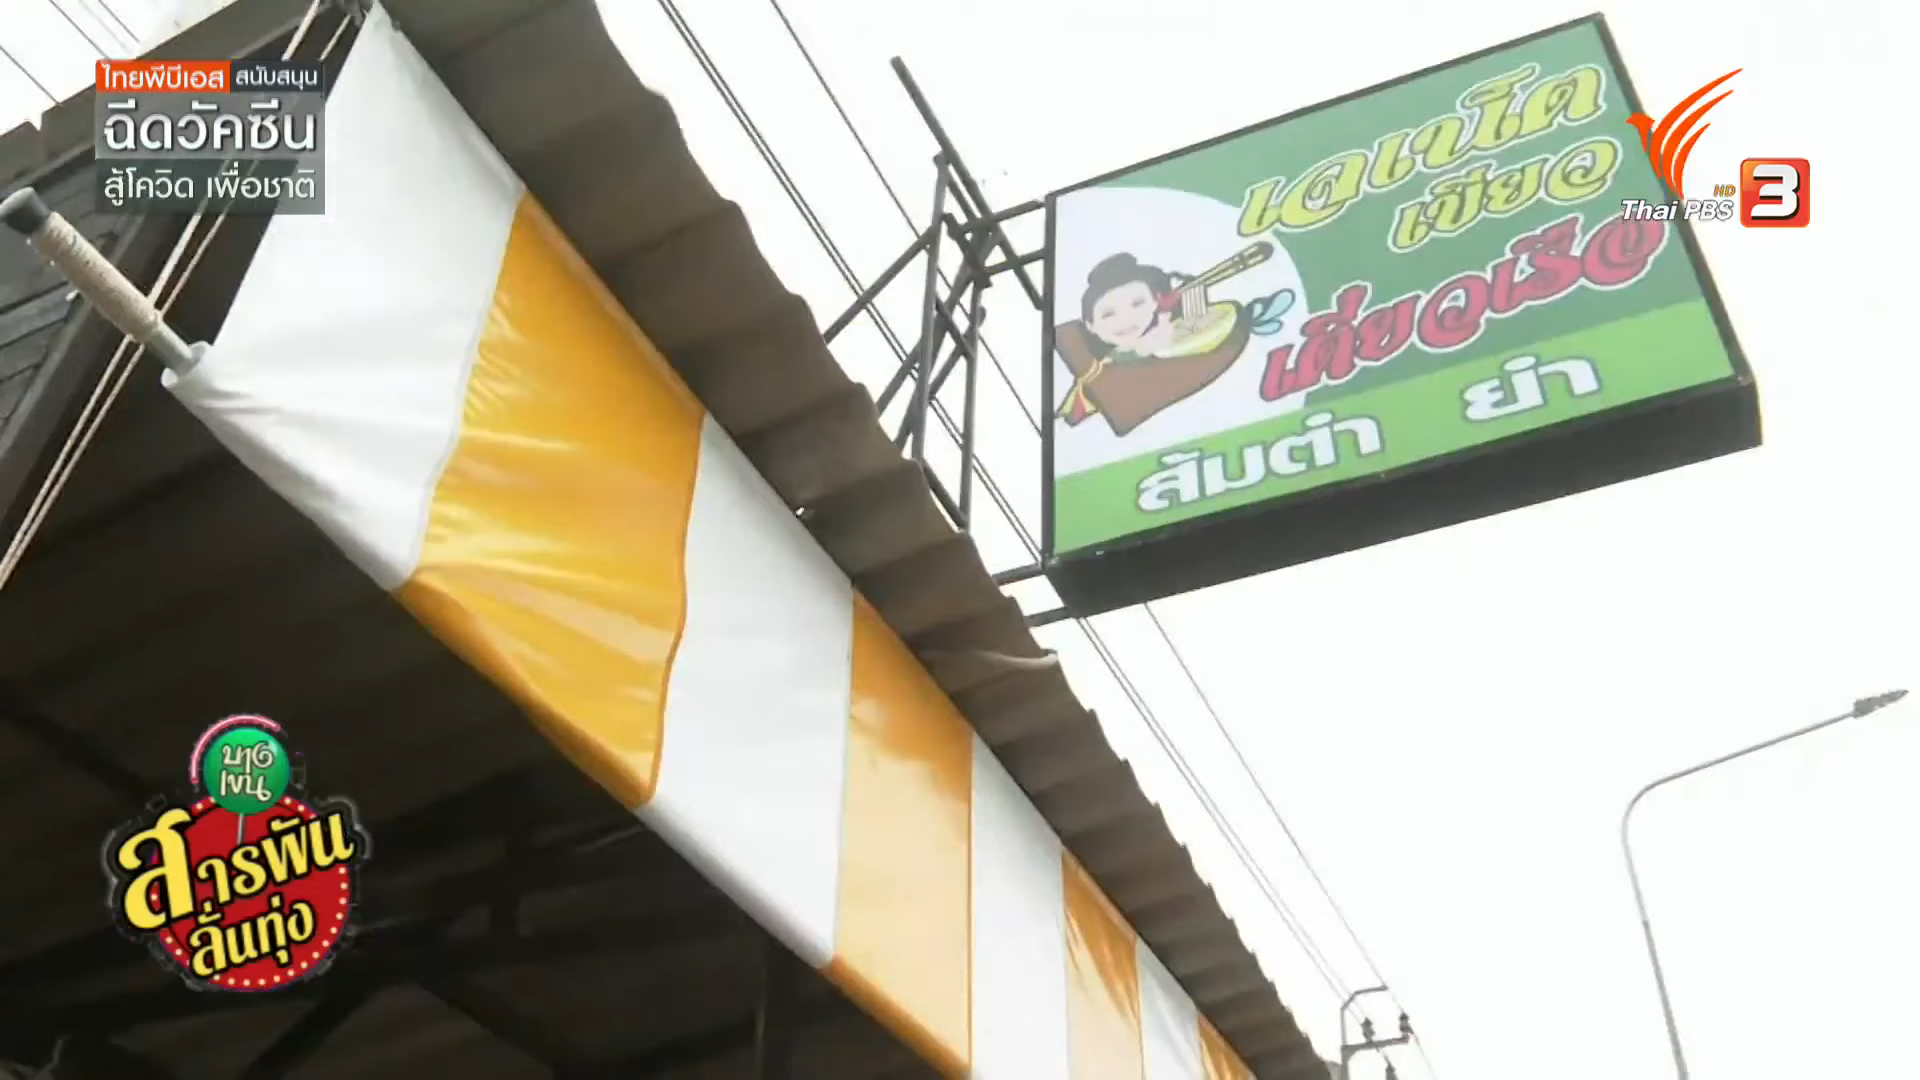 ไทยพีบีเอส สนับสนุน
ฉีดวัคซีน
สู้โควิด เพื่อชาติ
เจเน็ต
เขียว
เตี๋ยวเรือ
ส้มตำ ยำ
HD
Thai PBS 3
บาง
เขน
สารพัน
ลั่นทุ่ง